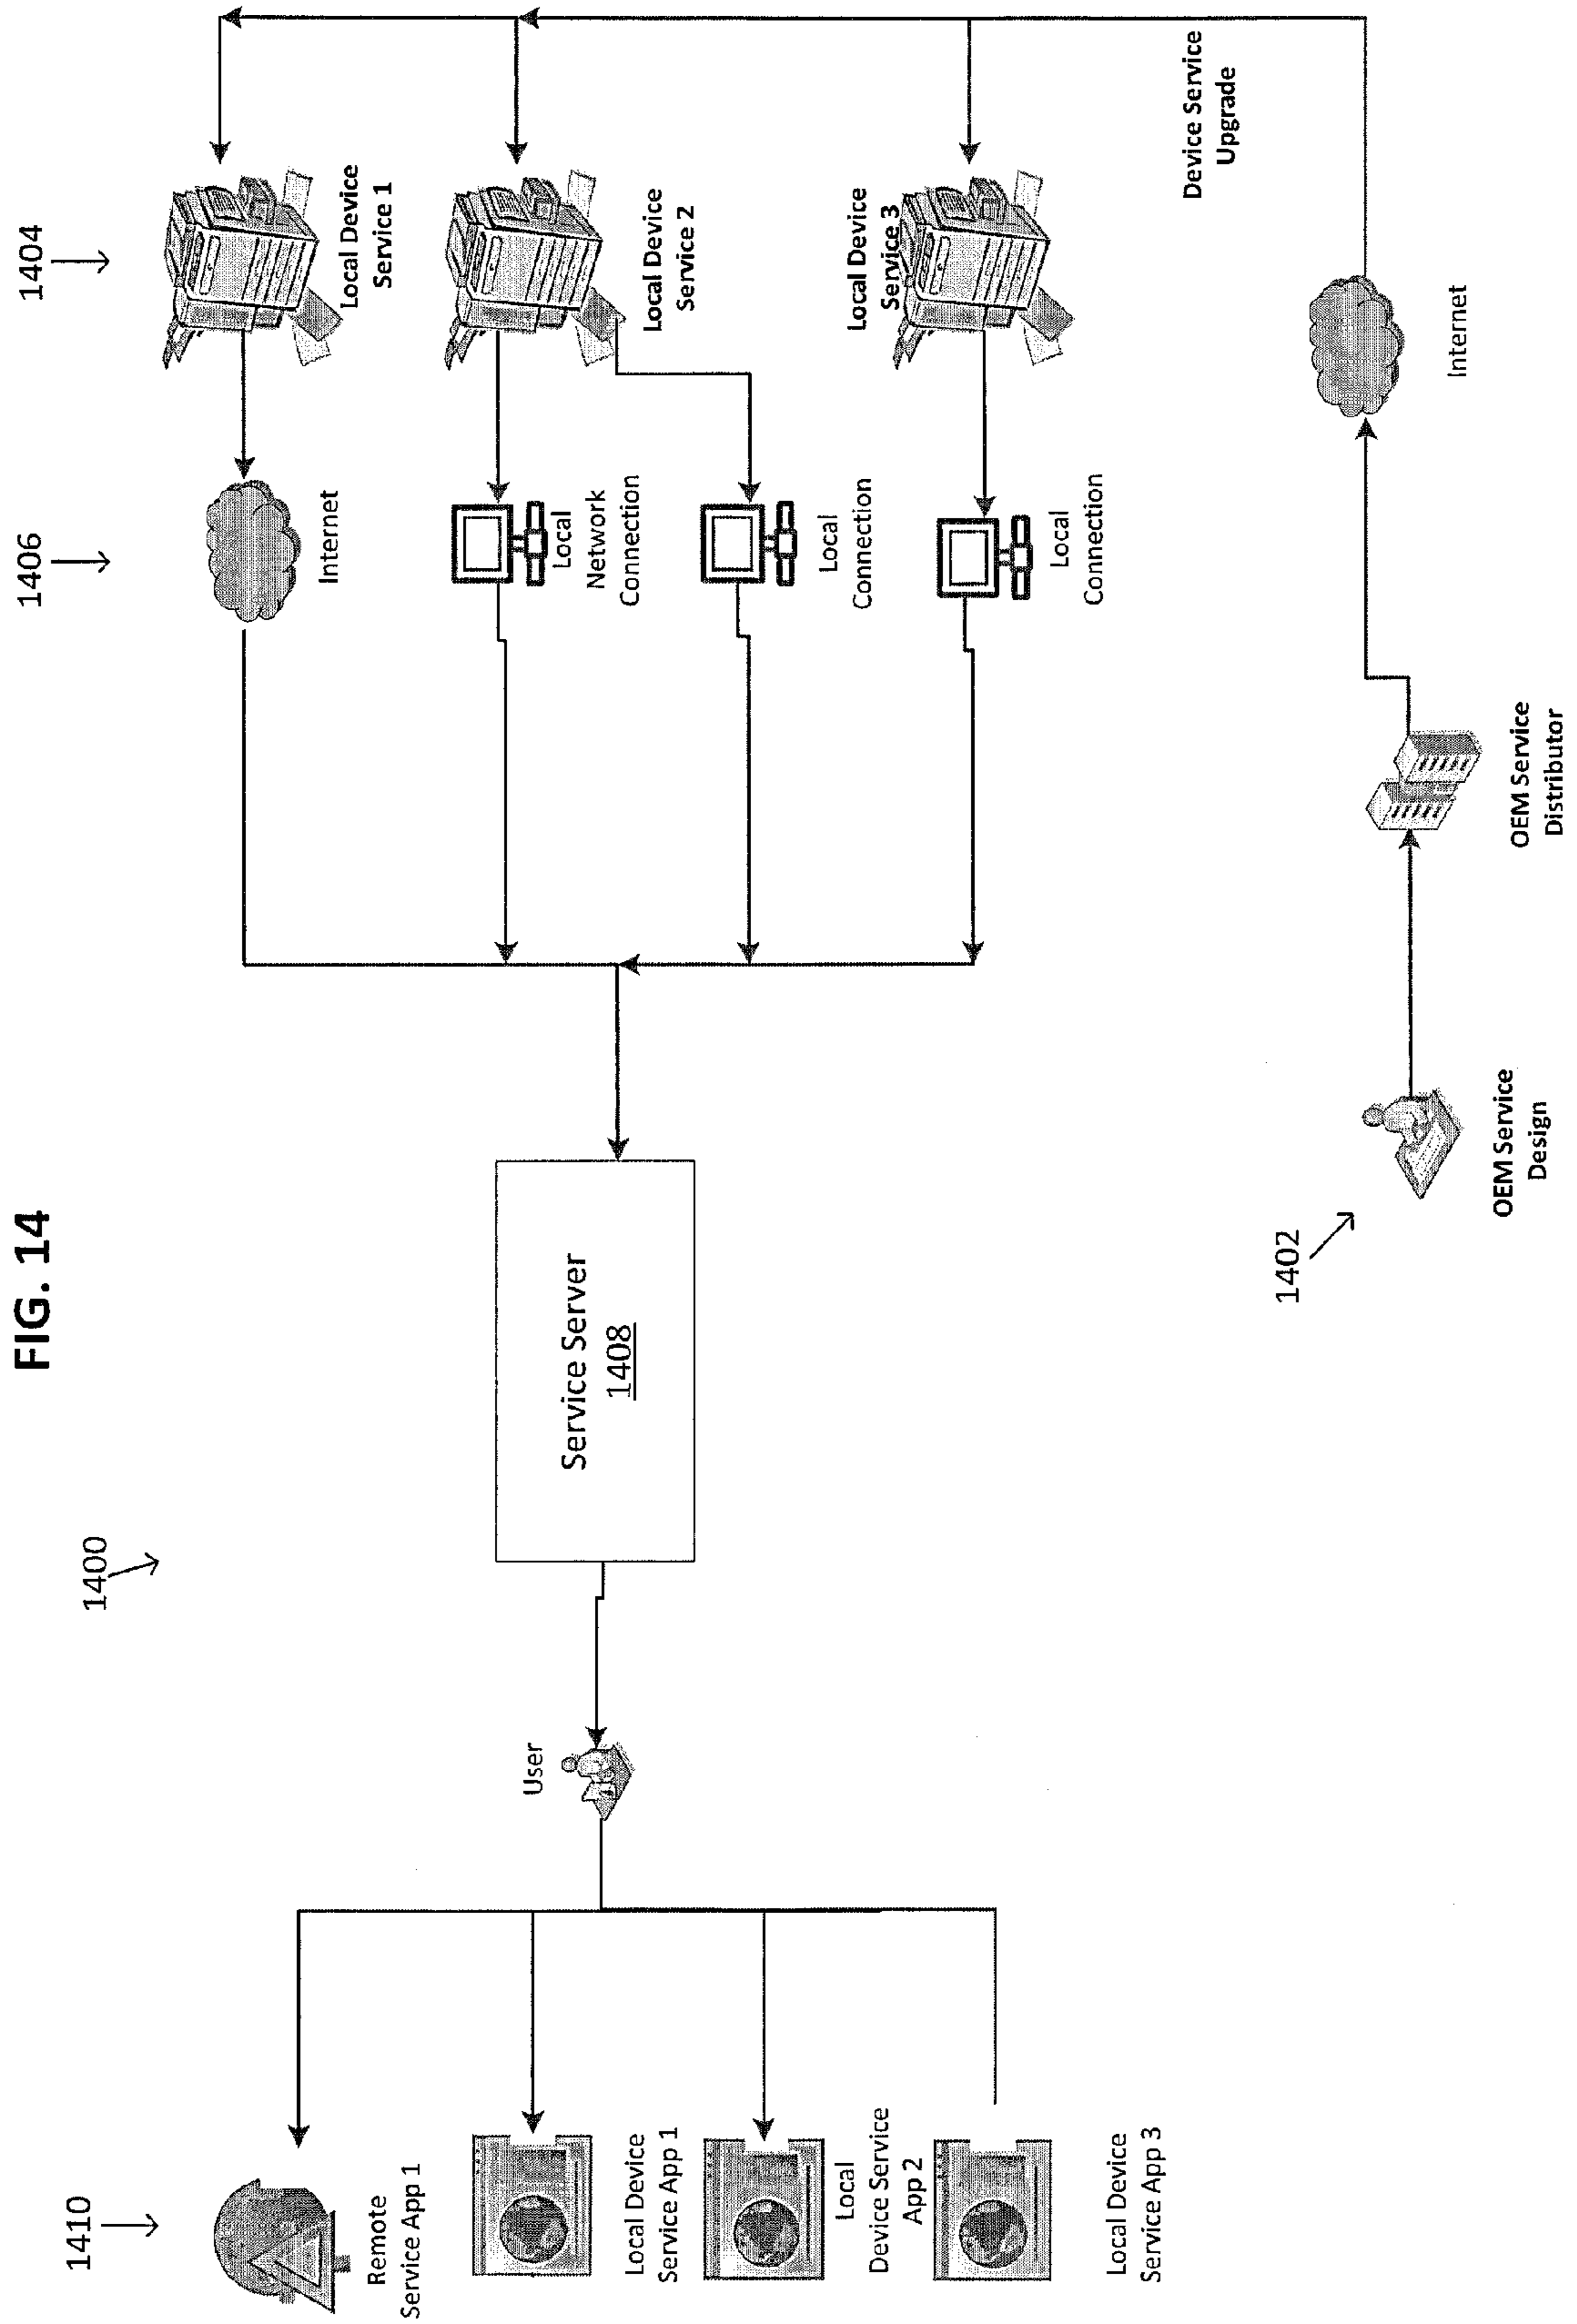 FIG. 14
1400
1410
Remote
Service App 1
Local Device
Service App 1
Local
Device Service
App 2
Local Device
Service App 3
User
Service Server
1408
1406
Internet
Local
Network
Connection
Local
Connection
Local
Connection
1404
Local Device
Service 1
Local Device
Service 2
Local Device
Service 3
Device Service
Upgrade
1402
OEM Service
Design
OEM Service
Distributor
Internet